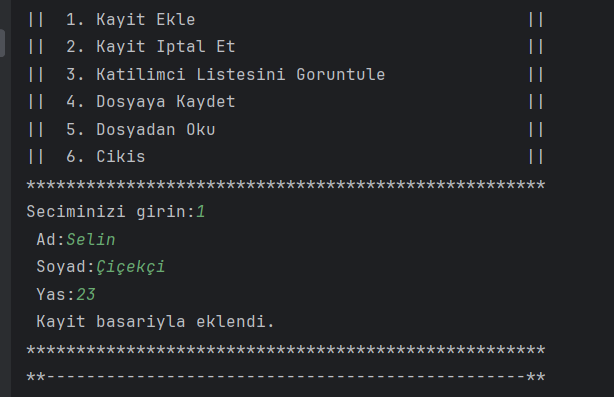 ||  1. Kayit Ekle                                 ||
||  2. Kayit Iptal Et                             ||
||  3. Katilimci Listesini Goruntule              ||
||  4. Dosyaya Kaydet                             ||
||  5. Dosyadan Oku                               ||
||  6. Cikis                                      ||
****************************************************
Seciminizi girin:1
 Ad:Selin
 Soyad:Çiçekçi
 Yas:23
 Kayit basariyla eklendi.
****************************************************
**------------------------------------------------**